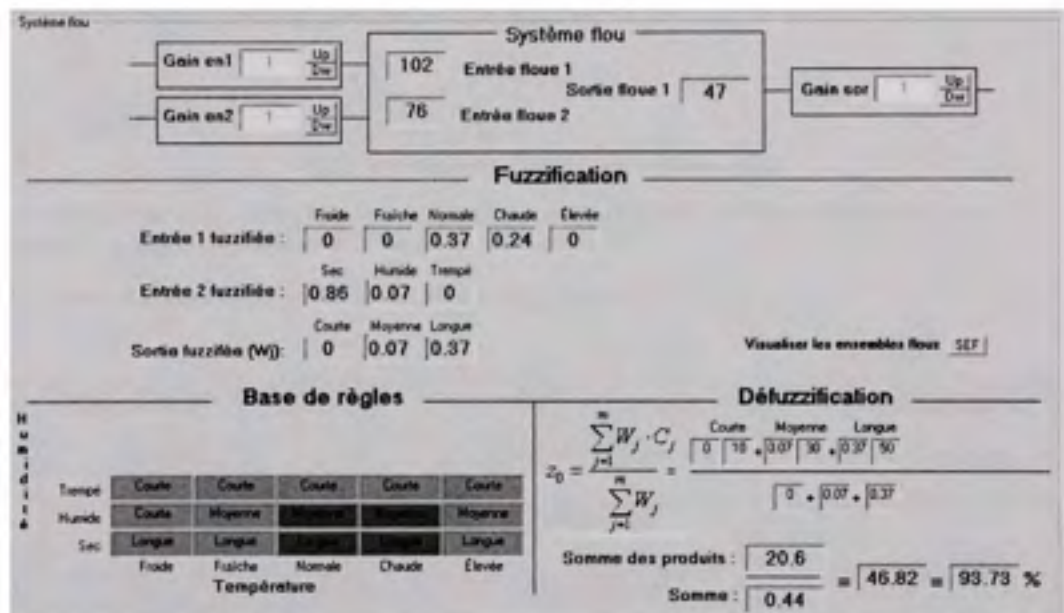 Système flou
Système flou
Gain en1 1 Up Dw
102 Entrée floue 1
Sortie floue 1 47
Gain sor 1 Up Dw
Gain en2 1 Up Dw
76 Entrée floue 2
Fuzzification
Froide Fraîche Normale Chaude Élevée
Entrée 1 fuzzifiée : 0 0 0.37 0.24 0
Sec Humide Trempé
Entrée 2 fuzzifiée : 0.86 0.07 0
Courte Moyenne Longue
Sortie fuzzifiée (Wj): 0 0.07 0.37
Visualiser les ensembles flous SEF
Base de règles
Humidité
Trempé Courte Courte Courte Courte Courte
Humide Courte Moyenne Moyenne Moyenne Moyenne
Sec Longue Longue Longue Longue Longue
Froide Fraîche Normale Chaude Élevée
Température
Défuzzification
Courte Moyenne Longue
z0 = ∑ j=1 m Wj · Cj / ∑ j=1 m Wj = 0 10 + 0.07 30 + 0.37 50
0 + 0.07 + 0.37
Somme des produits : 20.6
Somme : 0.44
= 46.82 = 93.73 %